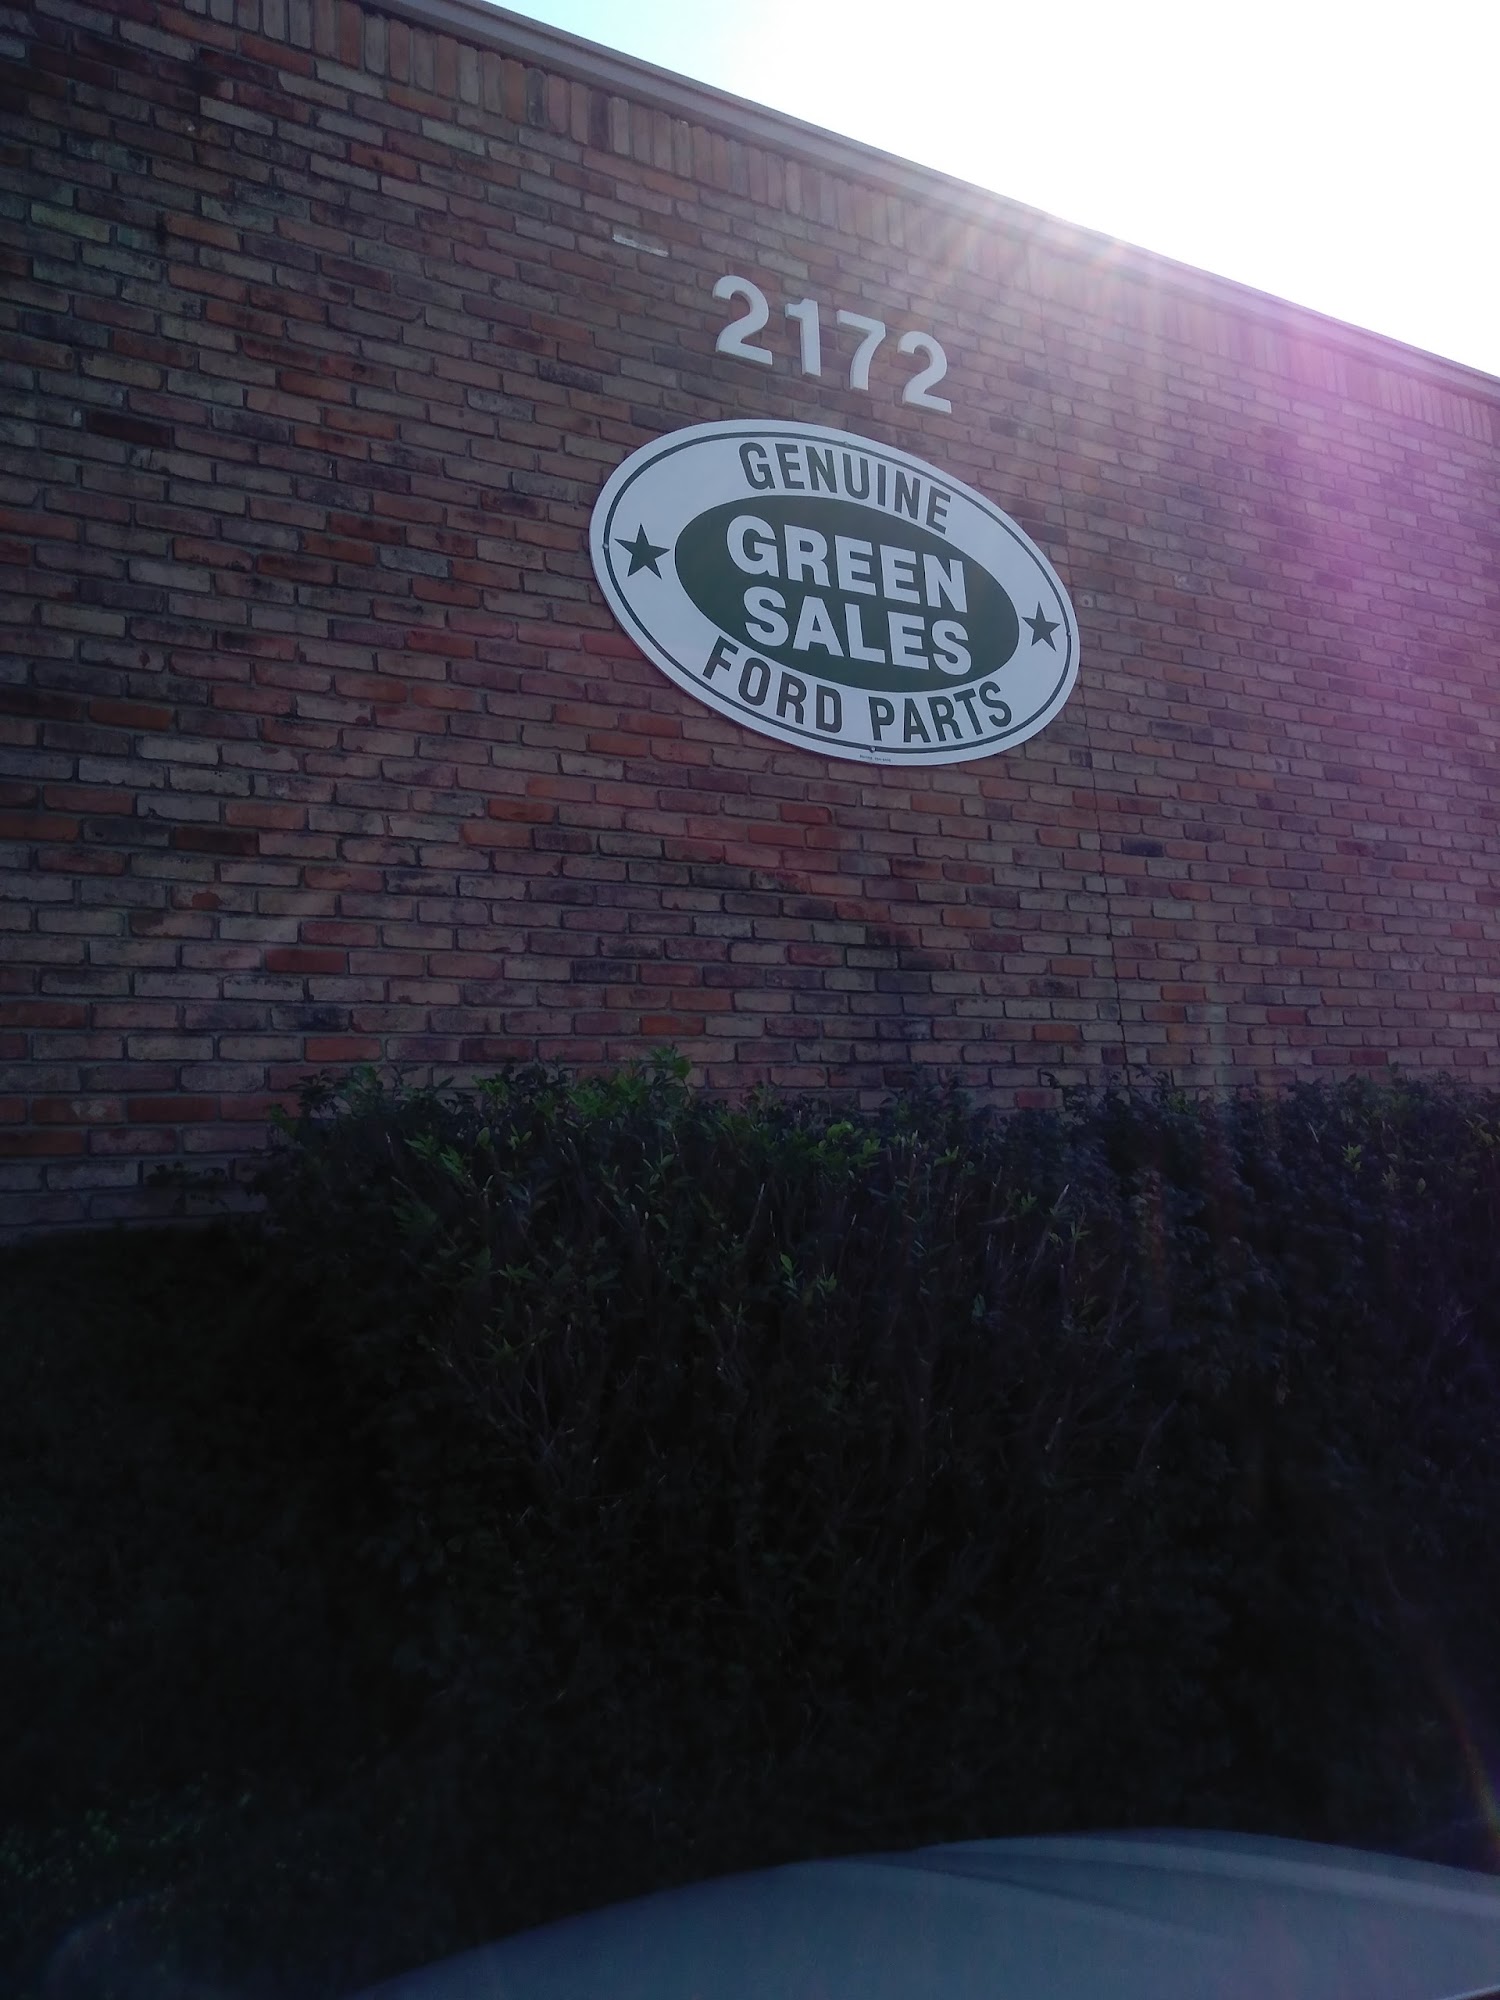 2172
GENUINE
GREEN
SALES
FORD PARTS